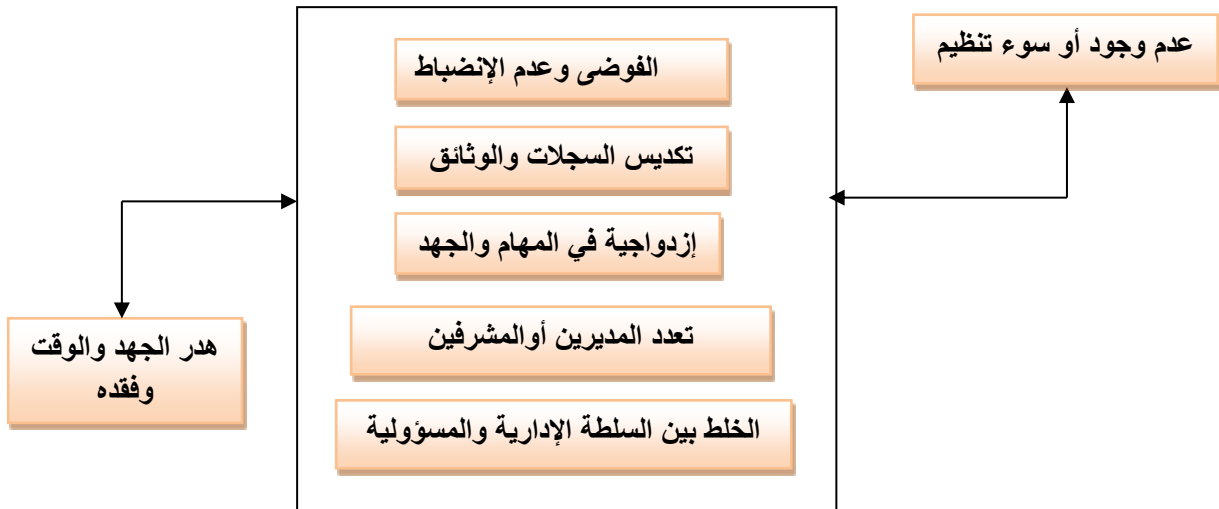 عدم وجود أو سوء تنظيم
الفوضى وعدم الإنضباط
تكديس السجلات والوثائق
إزدواجية في المهام والجهد
تعدد المديرين أوالمشرفين
الخلط بين السلطة الإدارية والمسؤولية
هدر الجهد والوقت
وفقده